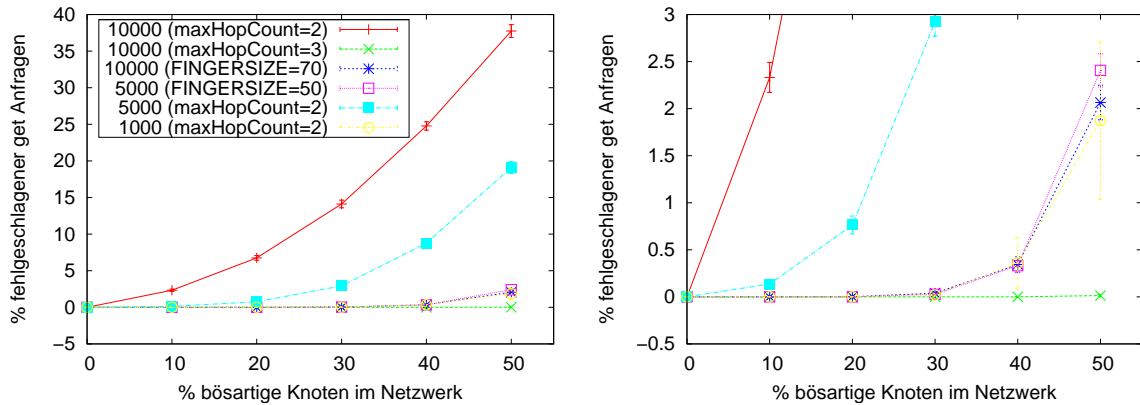 % fehlgeschlagener get Anfragen
40
35
30
25
20
15
10
5
0
−5
10000 (maxHopCount=2)
10000 (maxHopCount=3)
10000 (FINGERSIZE=70)
5000 (FINGERSIZE=50)
5000 (maxHopCount=2)
1000 (maxHopCount=2)
0 10 20 30 40 50
% bösartige Knoten im Netzwerk
% fehlgeschlagener get Anfragen
3
2.5
2
1.5
1
0.5
0
−0.5
0 10 20 30 40 50
% bösartige Knoten im Netzwerk